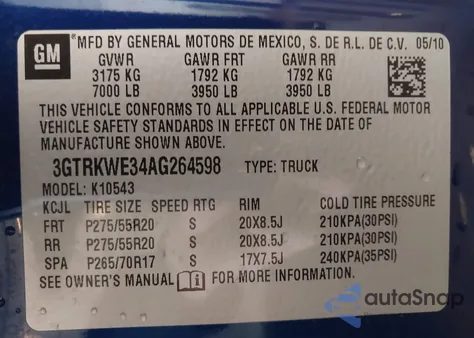 GM MFD BY GENERAL MOTORS DE MEXICO, S. DE R.L. DE C.V. 05/10
GVWR GAWR FRT GAWR RR
3175 KG 1792 KG 1792 KG
7000 LB 3950 LB 3950 LB
THIS VEHICLE CONFORMS TO ALL APPLICABLE U.S. FEDERAL MOTOR
VEHICLE SAFETY STANDARDS IN EFFECT ON THE DATE OF
MANUFACTURE SHOWN ABOVE.
3GTRKWE34AG264598 TYPE: TRUCK
MODEL: K10543
KCJL TIRE SIZE SPEED RTG RIM COLD TIRE PRESSURE
FRT P275/55R20 S 20X8.5J 210KPA(30PSI)
RR P275/55R20 S 20X8.5J 210KPA(30PSI)
SPA P265/70R17 S 17X7.5J 240KPA(35PSI)
SEE OWNER'S MANUAL FOR MORE INFORMATION
autoSnap